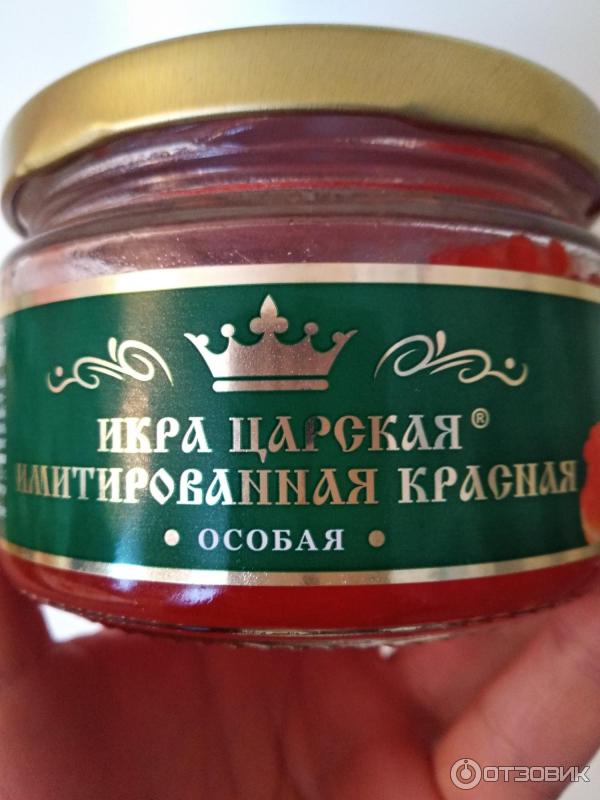 ИКРА ЦАРСКАЯ®
ИМИТИРОВАННАЯ КРАСНАЯ
• ОСОБАЯ •
ОТЗОВИК